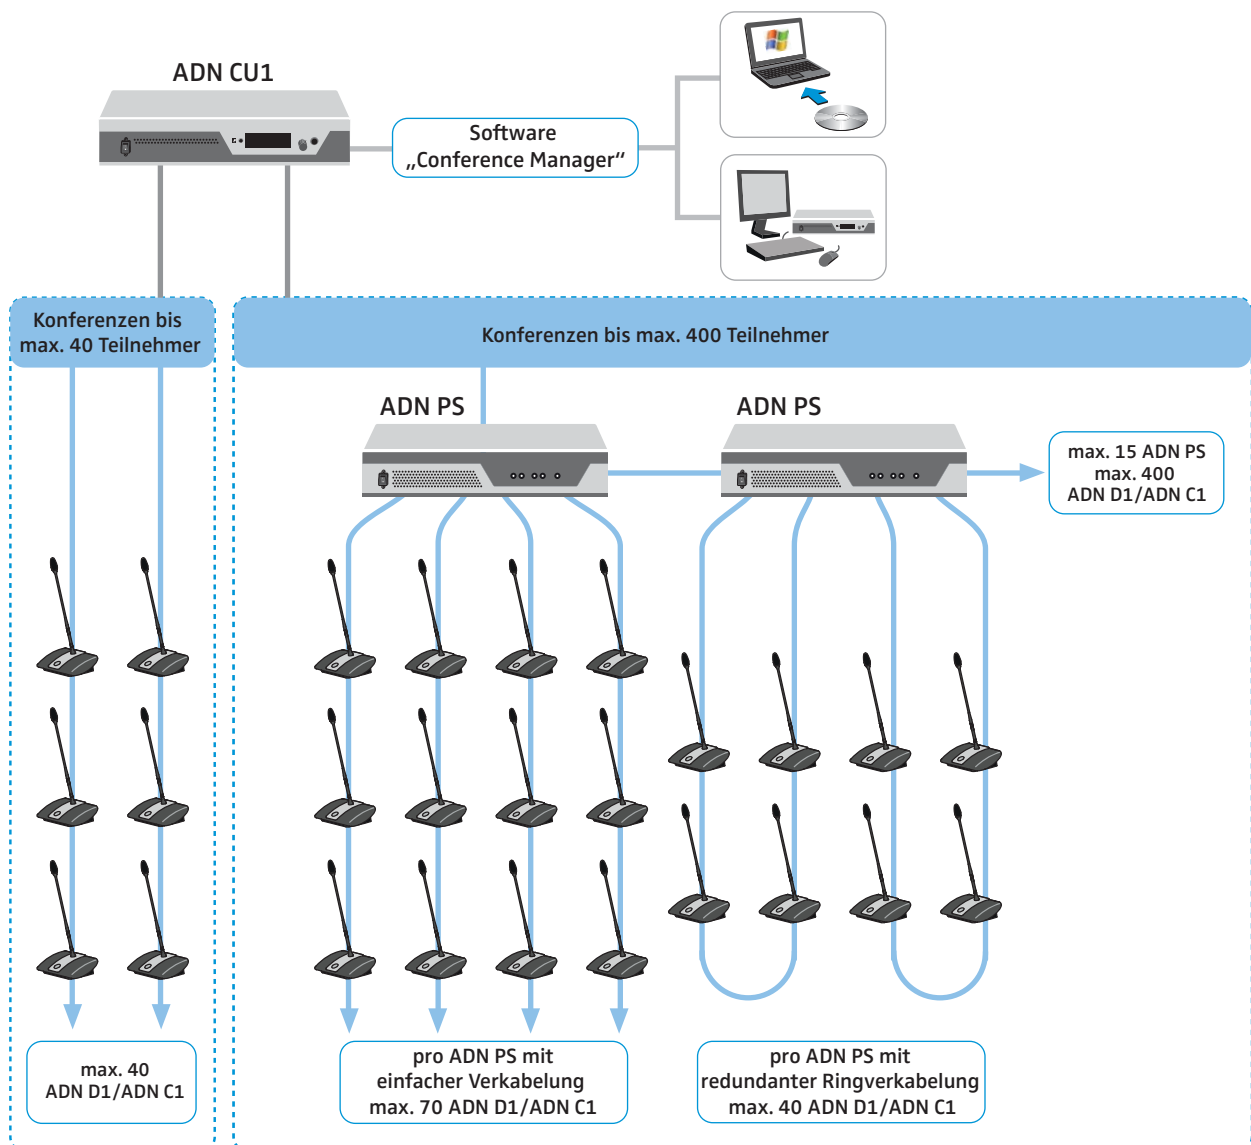 ADN CU1
Software
„Conference Manager“
Konferenzen bis
max. 40 Teilnehmer
Konferenzen bis max. 400 Teilnehmer
ADN PS
ADN PS
max. 15 ADN PS
max. 400
ADN D1/ADN C1
max. 40
ADN D1/ADN C1
pro ADN PS mit
einfacher Verkabelung
max. 70 ADN D1/ADN C1
pro ADN PS mit
redundanter Ringverkabelung
max. 40 ADN D1/ADN C1